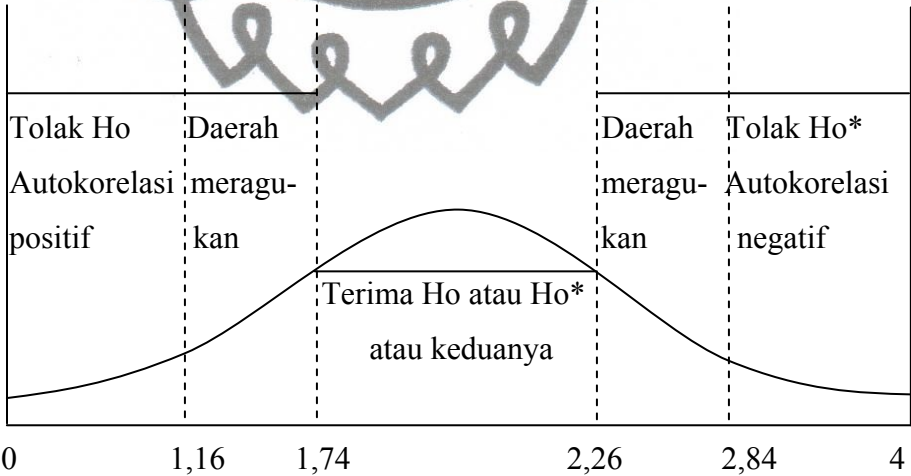 Tolak Ho Daerah Daerah Tolak Ho*
Autokorelasi meragu- meragu- Autokorelasi
positif kan kan negatif
Terima Ho atau Ho*
atau keduanya
0 1,16 1,74 2,26 2,84 4